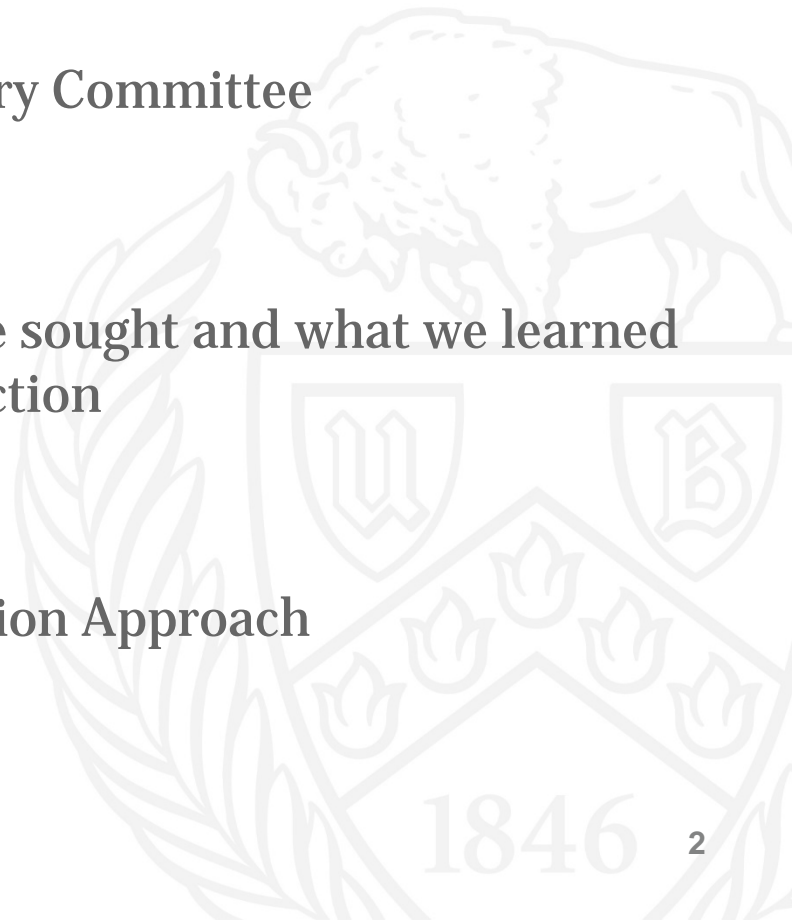 ry Committee
e sought and what we learned
ction
U B
ion Approach
1846
2